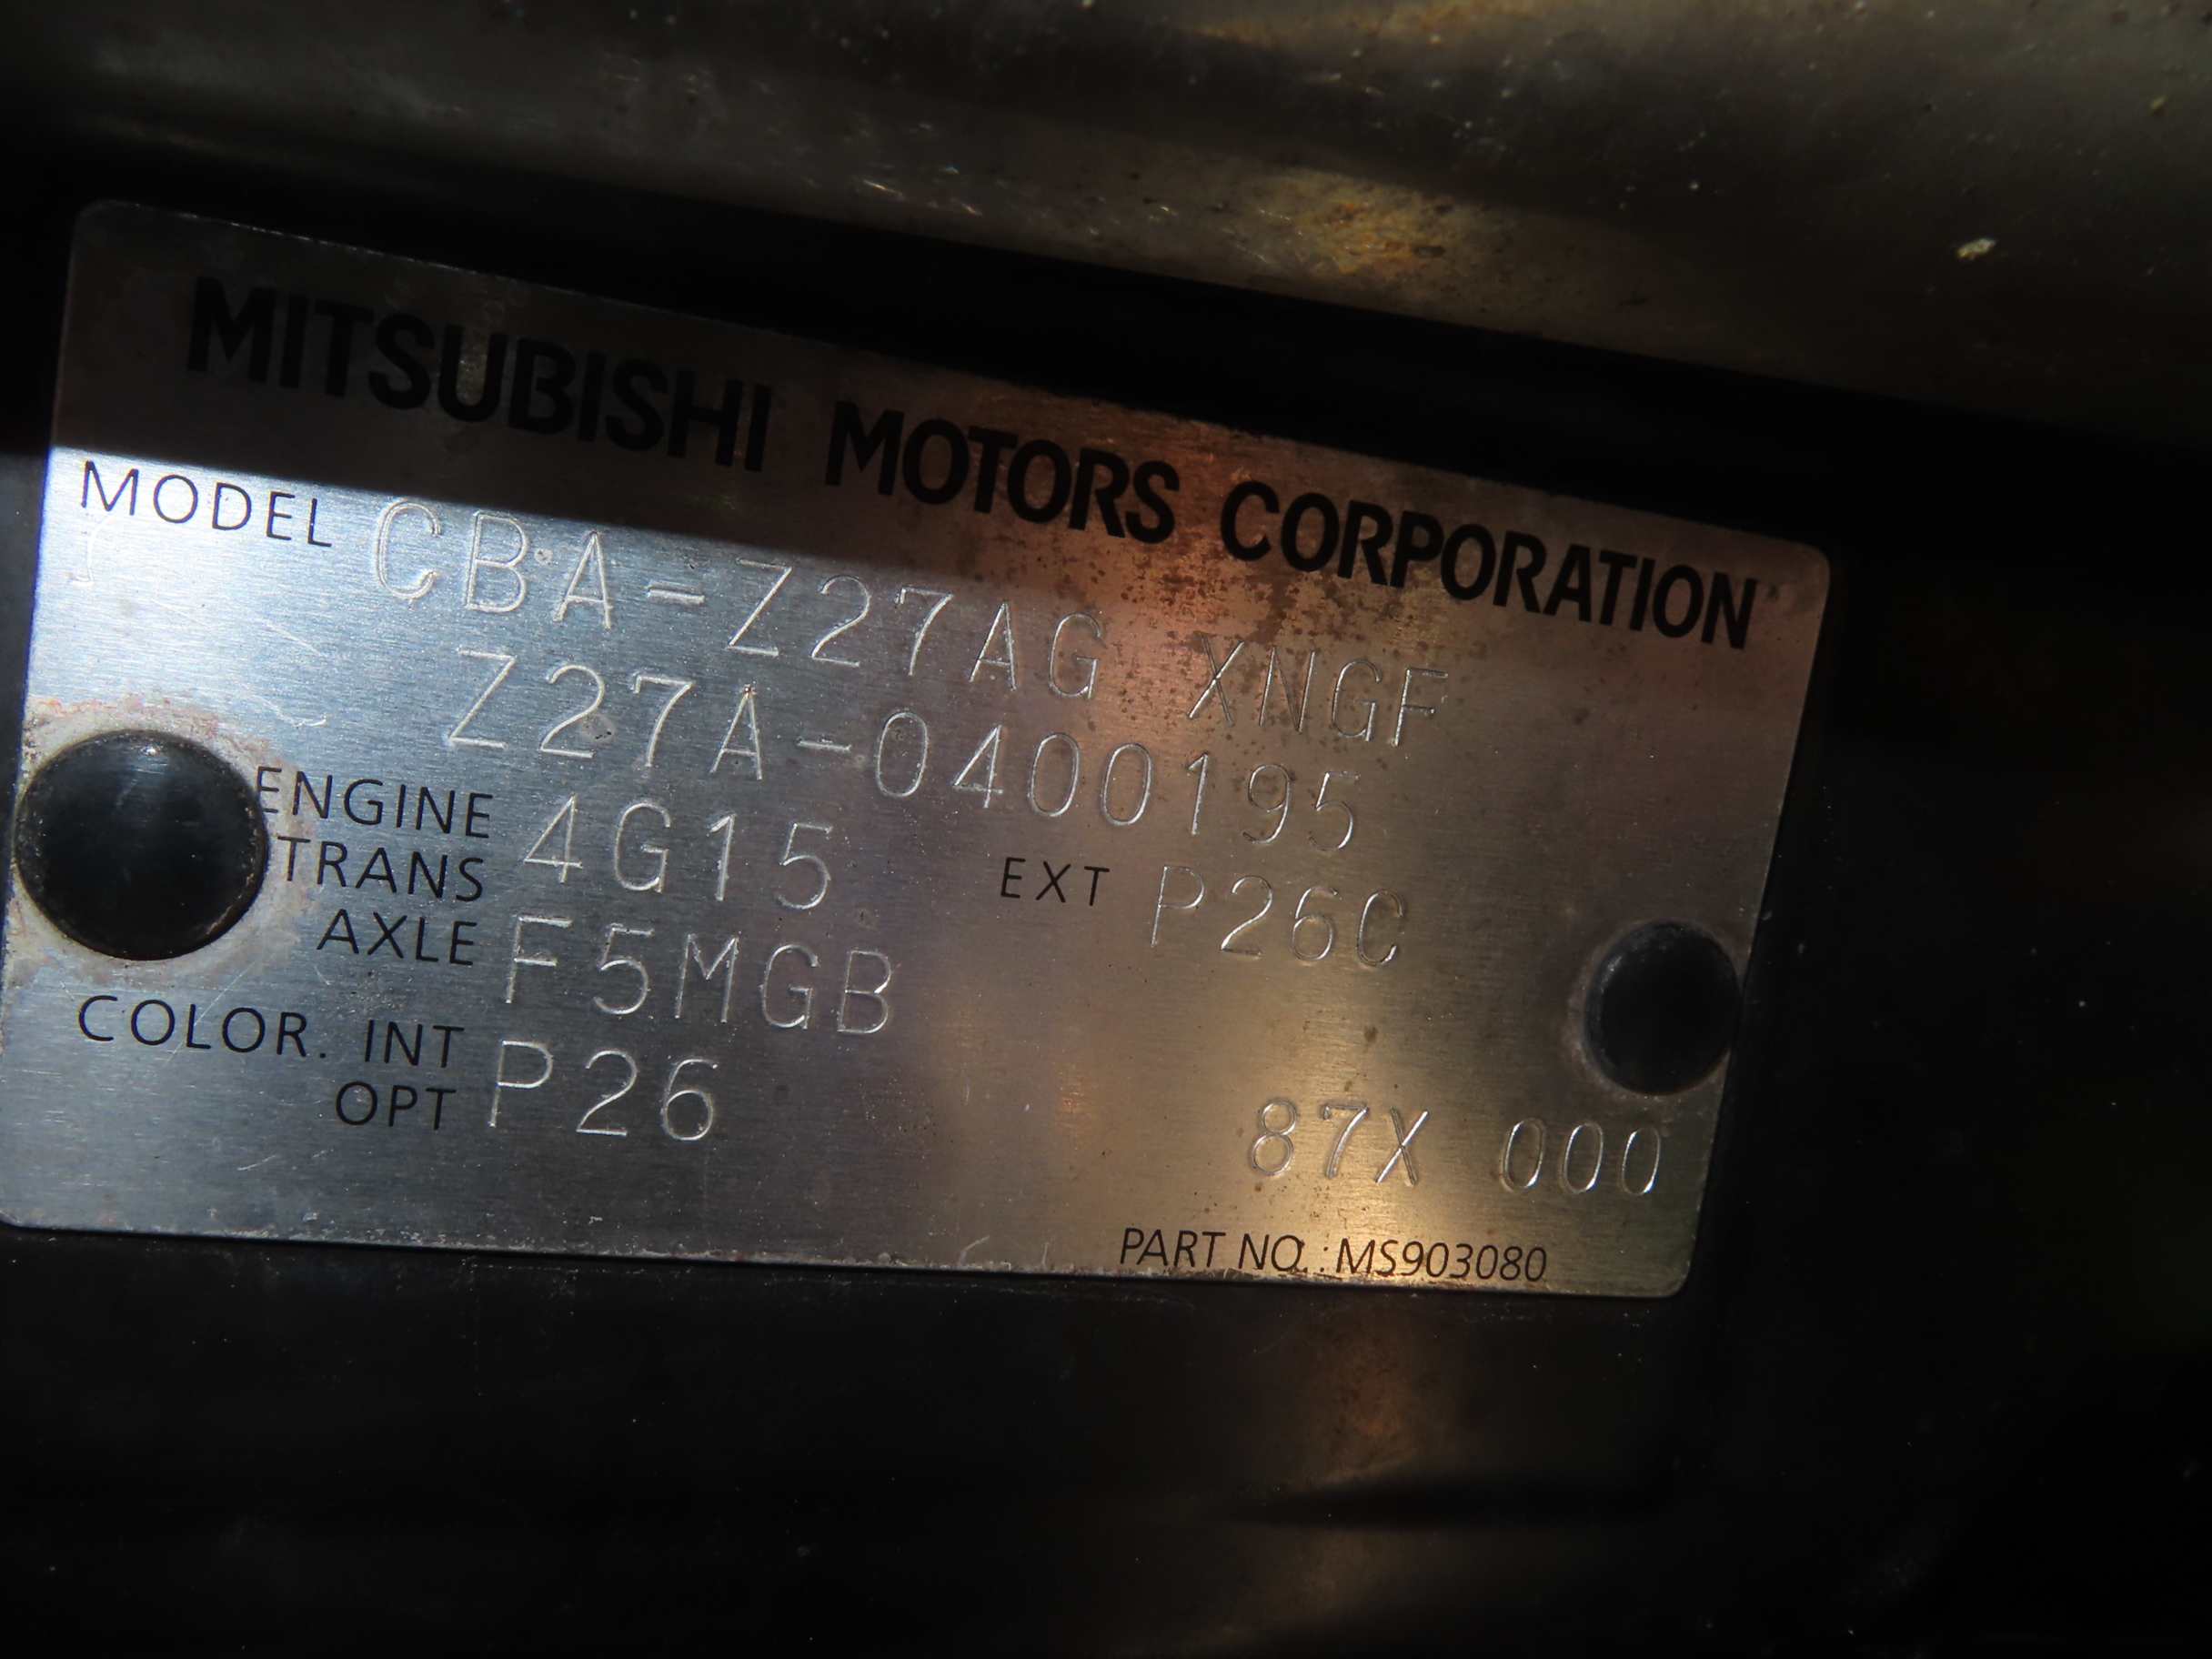 MITSUBISHI MOTORS CORPORATION
MODEL CBA-Z27AG XNGF
Z27A-0400195
ENGINE 4G15 EXT P26C
TRANS
AXLE F5MGB
COLOR. INT
OPT P26 87X 000
PART NO.: MS903080